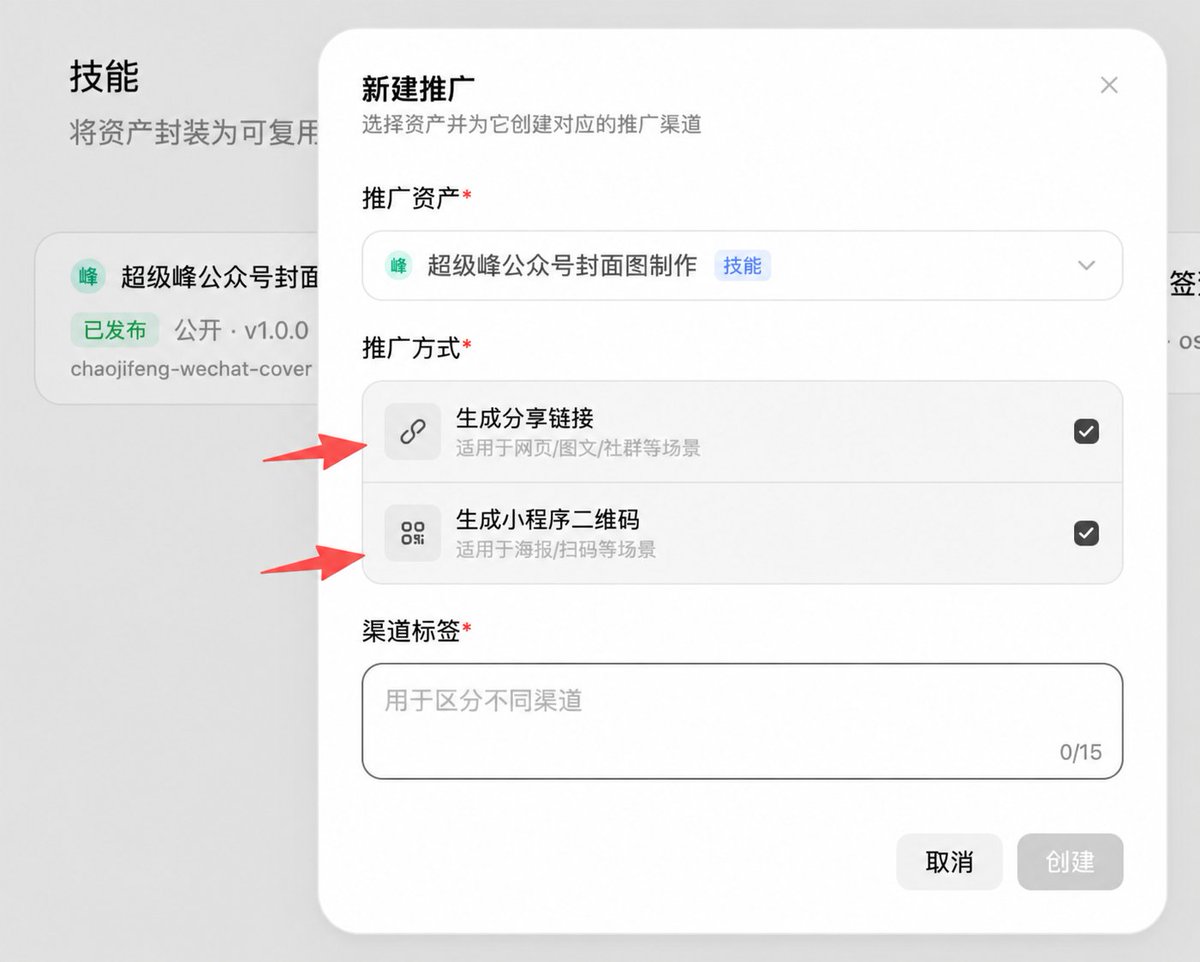 技能
将资产封装为可复用
峰 超级峰公众号封面
已发布 公开 · v1.0.0
chaojifeng-wechat-cover
新建推广
选择资产并为它创建对应的推广渠道
推广资产*
峰 超级峰公众号封面图制作 技能
推广方式*
生成分享链接
适用于网页/图文/社群等场景
生成小程序二维码
适用于海报/扫码等场景
渠道标签*
用于区分不同渠道
0/15
取消 创建
签
· os